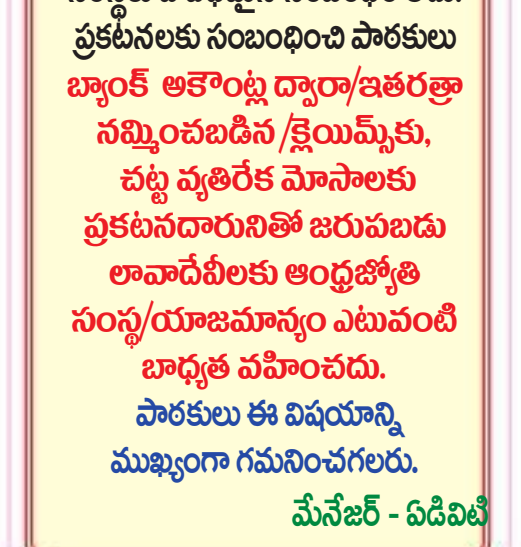 ప్రకటనలకు సంబంధించి పాఠకులు
బ్యాంక్ అకౌంట్ల ద్వారా/ఇతరత్రా
నమ్మించబడిన /క్లెయిమ్స్‌కు,
చట్ట వ్యతిరేక మోసాలకు
ప్రకటనదారునితో జరుపబడు
లావాదేవీలకు ఆంధ్రజ్యోతి
సంస్థ/యాజమాన్యం ఎటువంటి
బాధ్యత వహించదు.
పాఠకులు ఈ విషయాన్ని
ముఖ్యంగా గమనించగలరు.
మేనేజర్ - ఏడివిటి